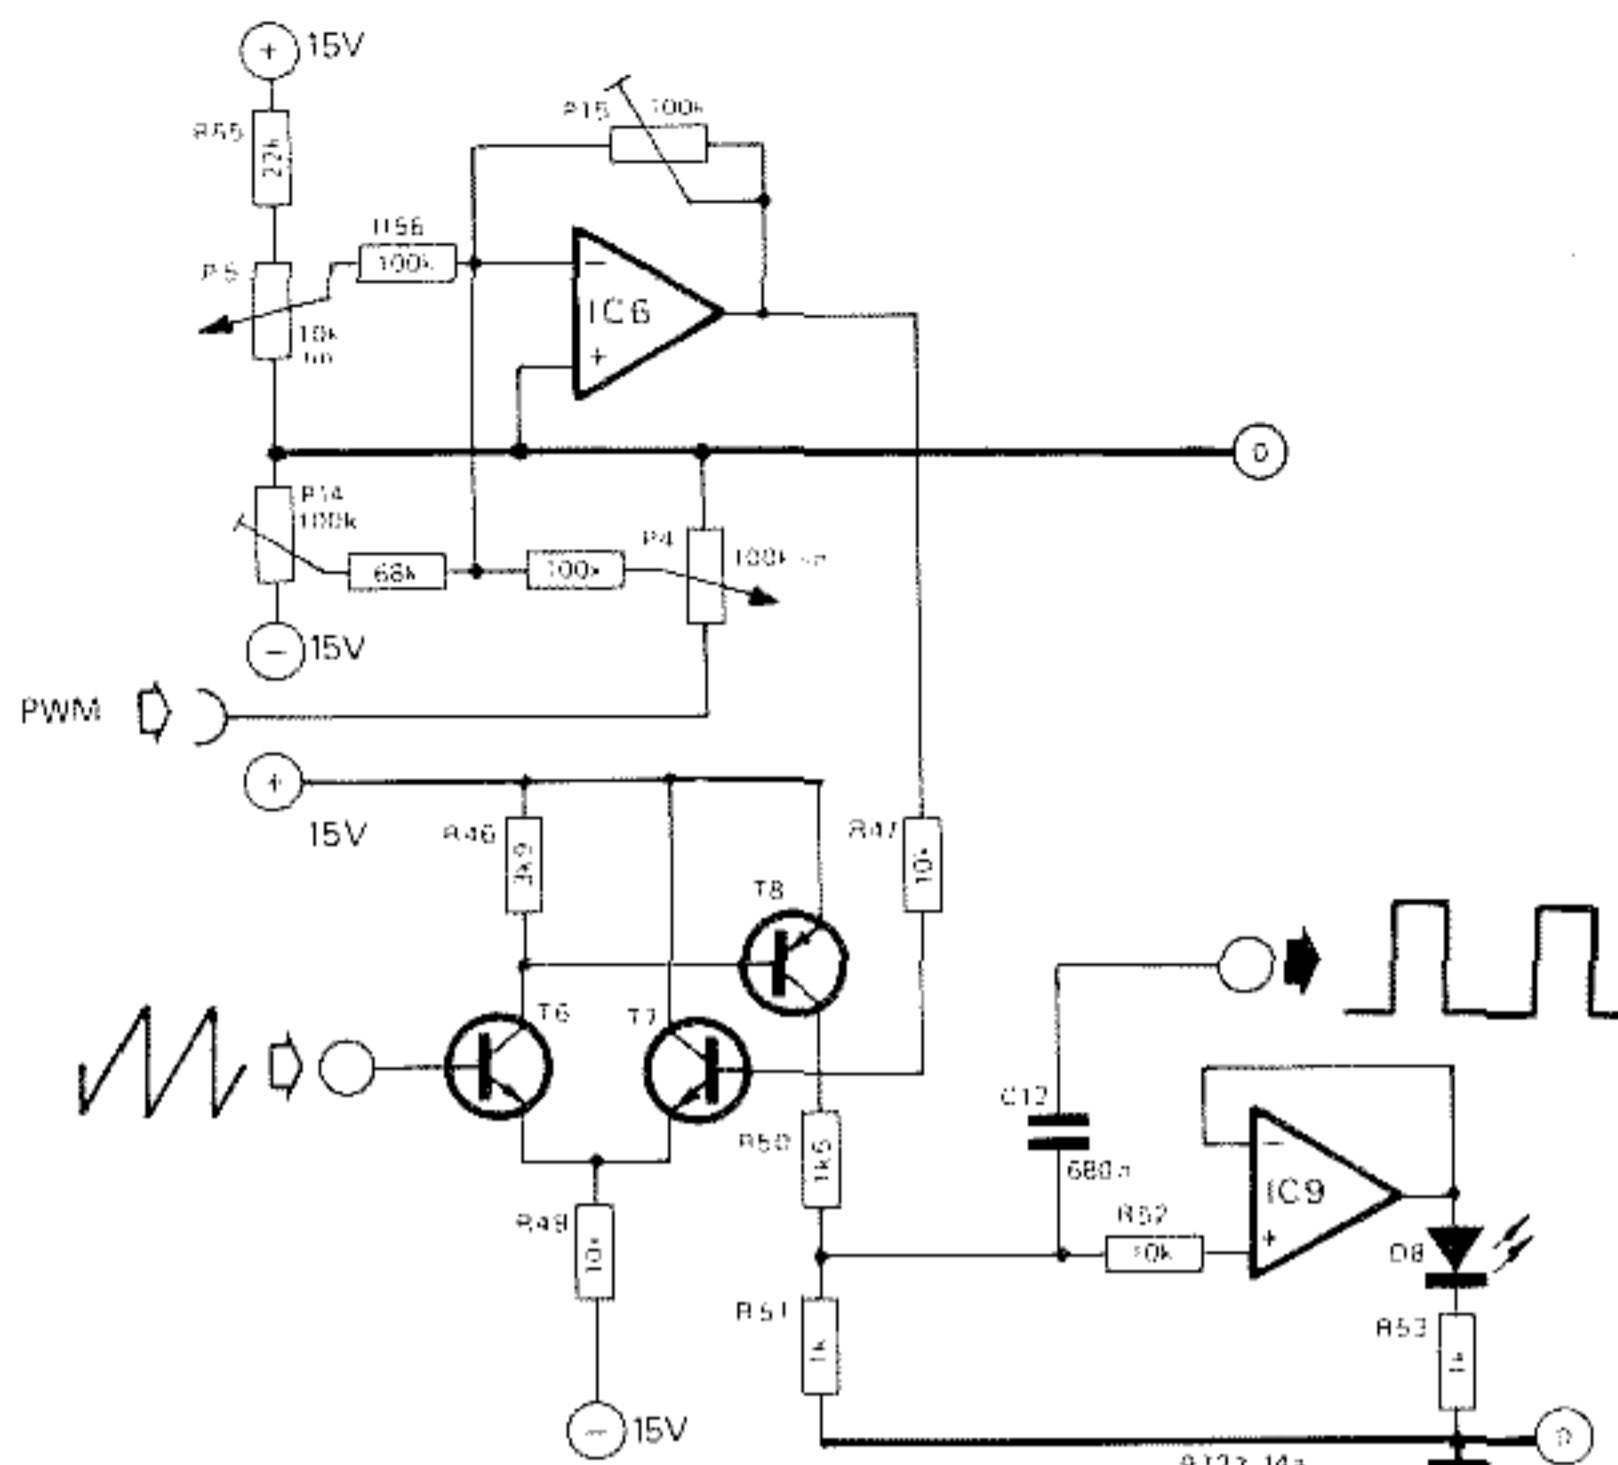 + 15V
R55
22k
P15 100k
R56
100k
P5
10k
lin
−
IC6
+
0
P14
100k
68k
100k
P4
100k
− 15V
PWM
+
15V
R46
3k9
R47
10k
T8
T6
T7
R50
1k5
C12
680n
−
IC9
+
R52
10k
D8
R49
10k
R51
1k
R53
1k
− 15V
0